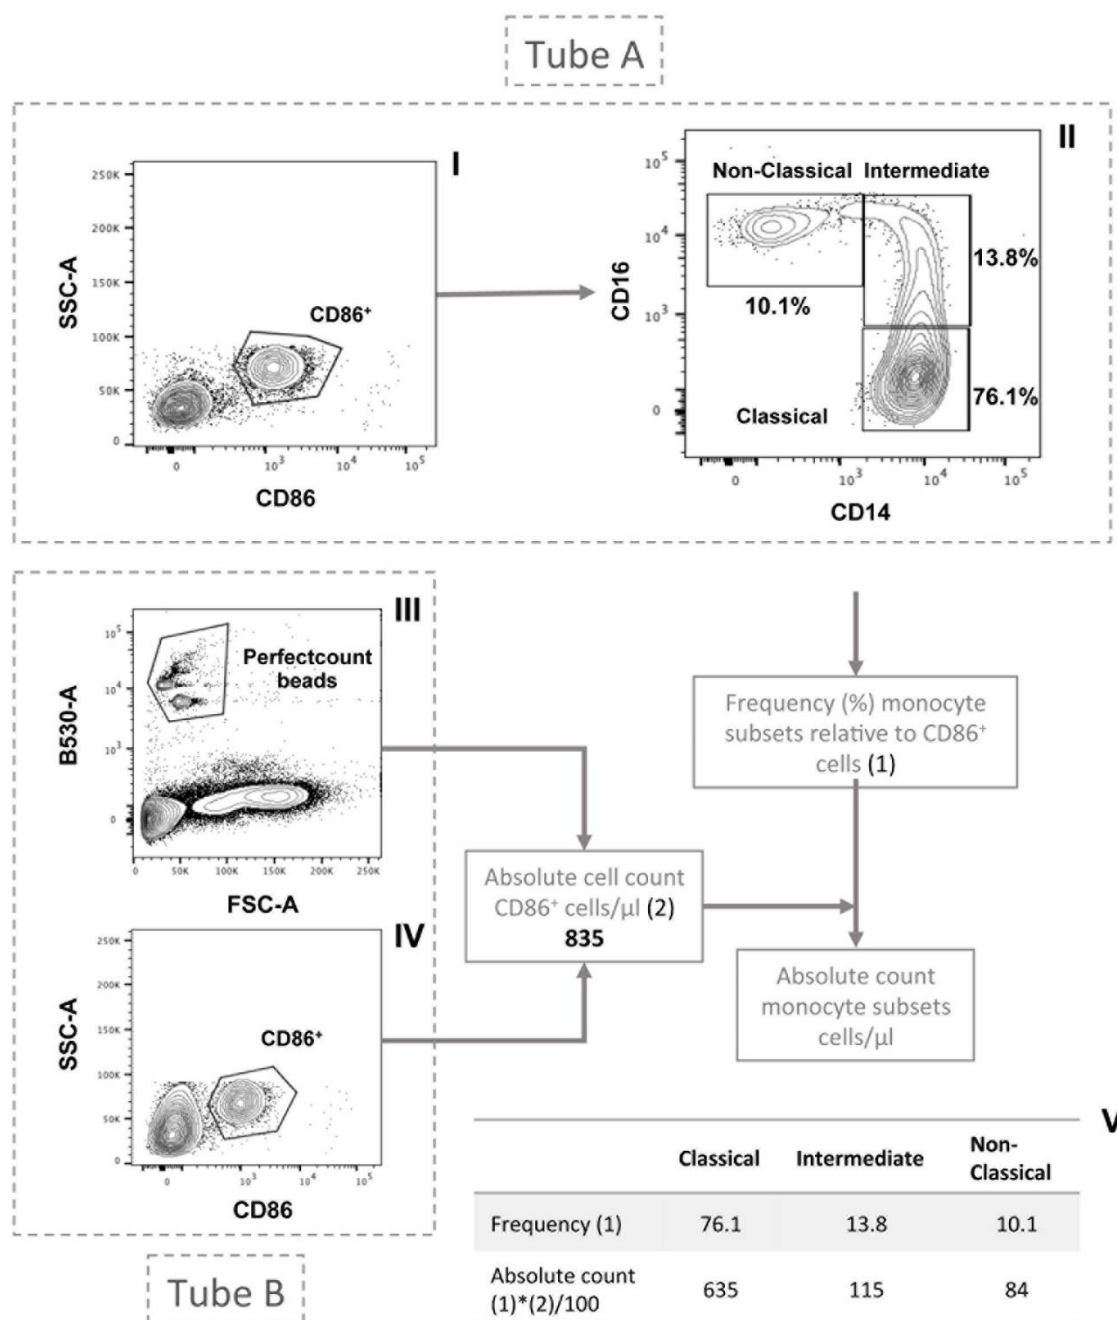 Tube A
I
250K
200K
150K
100K
50K
0
SSC-A
CD86⁺
0 10³ 10⁴ 10⁵
CD86
II
Non-Classical Intermediate
10⁵
10⁴
10³
0
CD16
13.8%
10.1%
76.1%
Classical
0 10³ 10⁴ 10⁵
CD14
III
10⁵
10⁴
10³
0
B530-A
Perfectcount
beads
0 50K 100K 150K 200K 250K
FSC-A
IV
250K
200K
150K
100K
50K
0
SSC-A
CD86⁺
0 10³ 10⁴ 10⁵
CD86
Tube B
Frequency (%) monocyte
subsets relative to CD86⁺
cells (1)
Absolute cell count
CD86⁺ cells/µl (2)
835
Absolute count
monocyte subsets
cells/µl
V
Classical Intermediate Non-
Classical
Frequency (1) 76.1 13.8 10.1
Absolute count
(1)*(2)/100 635 115 84